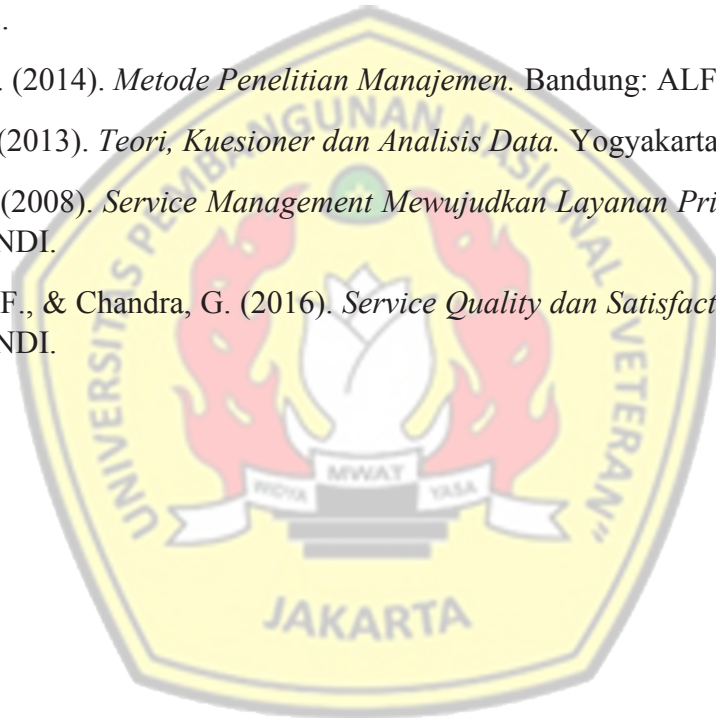 . (2014). Metode Penelitian Manajemen. Bandung: ALF
(2013). Teori, Kuesioner dan Analisis Data. Yogyakarta
(2008). Service Management Mewujudkan Layanan Pri
NDI.
F., & Chandra, G. (2016). Service Quality dan Satisfact
NDI.
UNIVERSITAS PEMBANGUNAN NASIONAL "VETERAN"
WIDYA MWAT YASA
JAKARTA